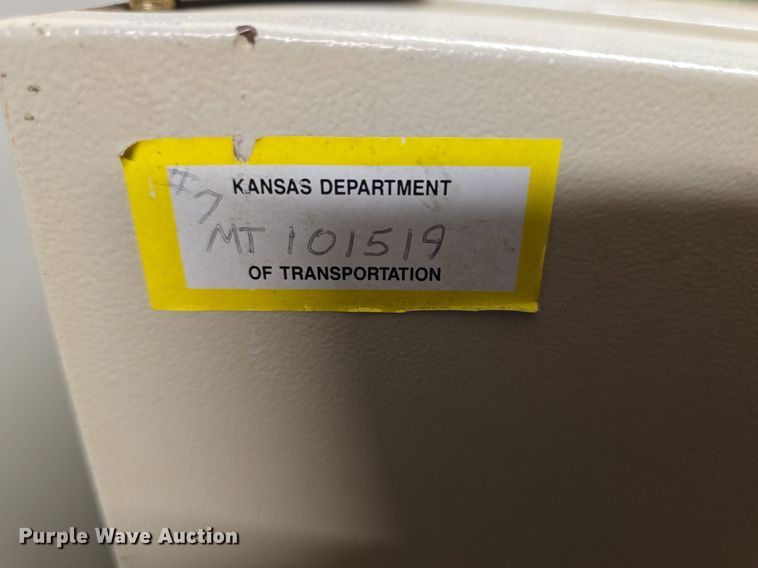 #7
KANSAS DEPARTMENT
MT 101519
OF TRANSPORTATION
Purple Wave Auction